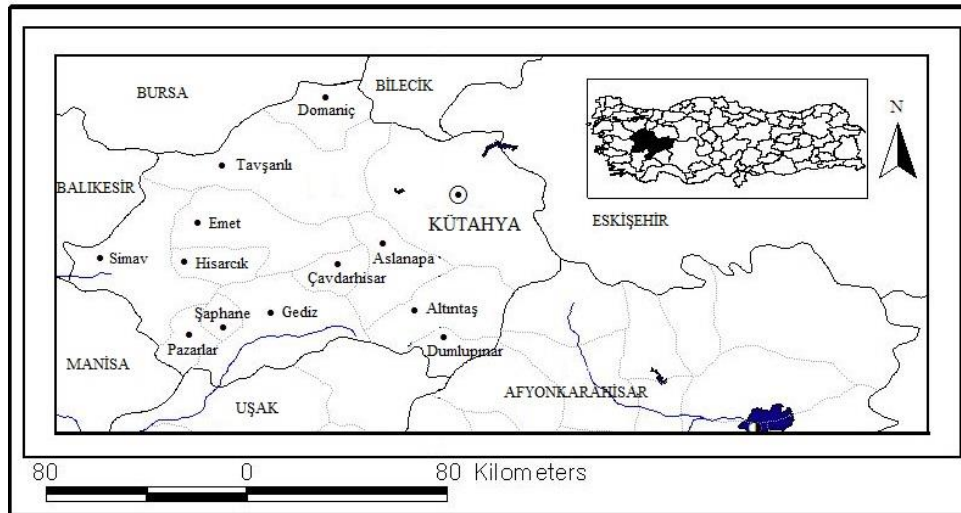 BURSA
BİLECİK
Domaniç
N
Tavşanlı
BALIKESİR
KÜTAHYA
ESKİŞEHİR
Emet
Aslanapa
Simav
Hisarcık
Çavdarhisar
Şaphane
Gediz
Altıntaş
Pazarlar
Dumlupınar
MANİSA
UŞAK
AFYONKARAHİSAR
80 0 80 Kilometers